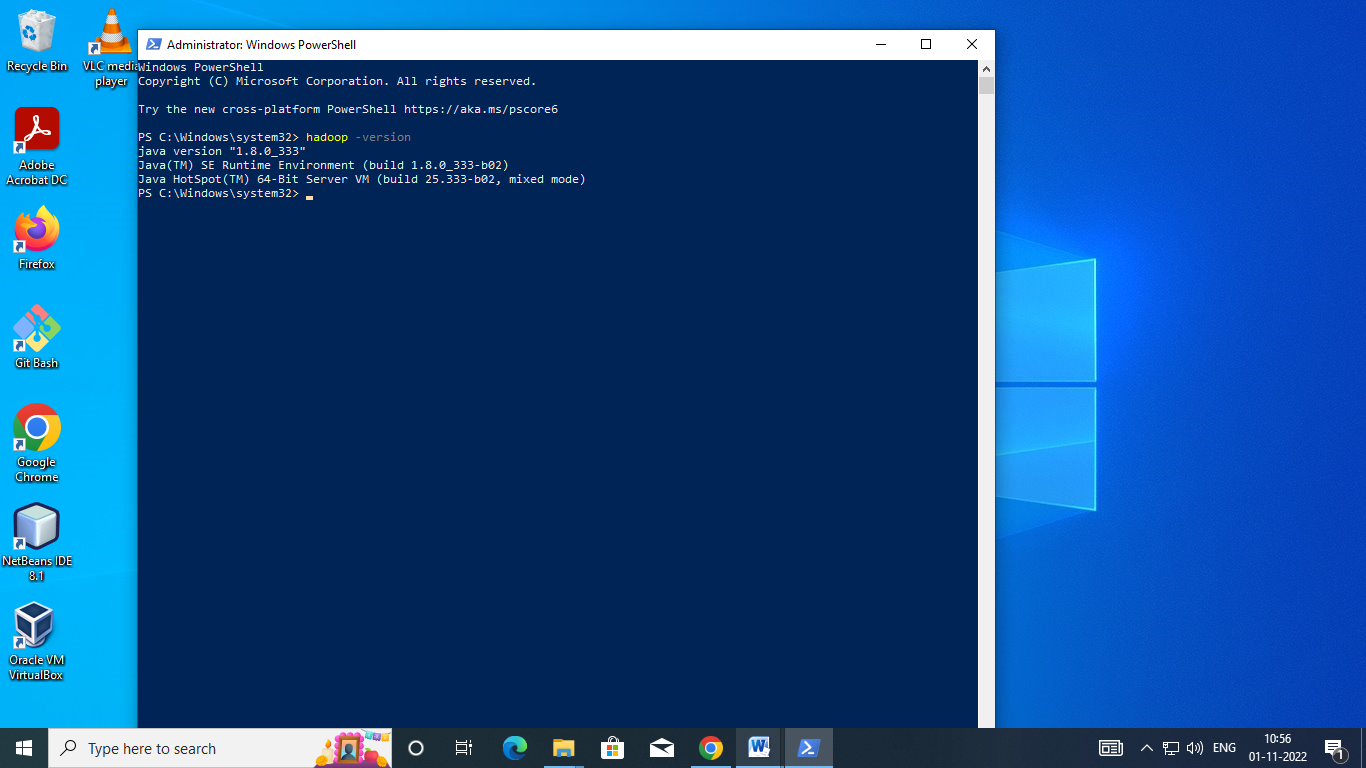 Recycle Bin
VLC media player
Adobe Acrobat DC
Firefox
Git Bash
Google Chrome
NetBeans IDE 8.1
Oracle VM VirtualBox
Administrator: Windows PowerShell
Windows PowerShell
Copyright (C) Microsoft Corporation. All rights reserved.
Try the new cross-platform PowerShell https://aka.ms/pscore6
PS C:\Windows\system32> hadoop -version
java version "1.8.0_333"
Java(TM) SE Runtime Environment (build 1.8.0_333-b02)
Java HotSpot(TM) 64-Bit Server VM (build 25.333-b02, mixed mode)
PS C:\Windows\system32>
Type here to search
ENG
10:56
01-11-2022
1